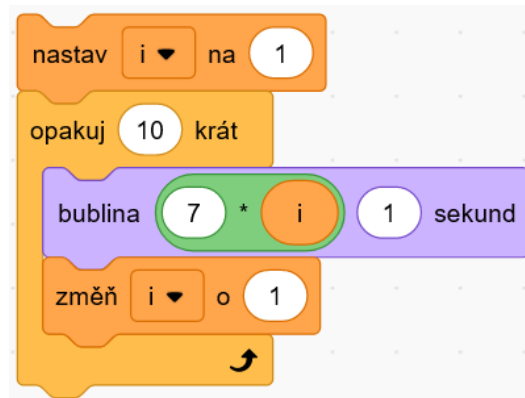 nastav i na 1
opakuj 10 krát
bublina 7 * i 1 sekund
změň i o 1